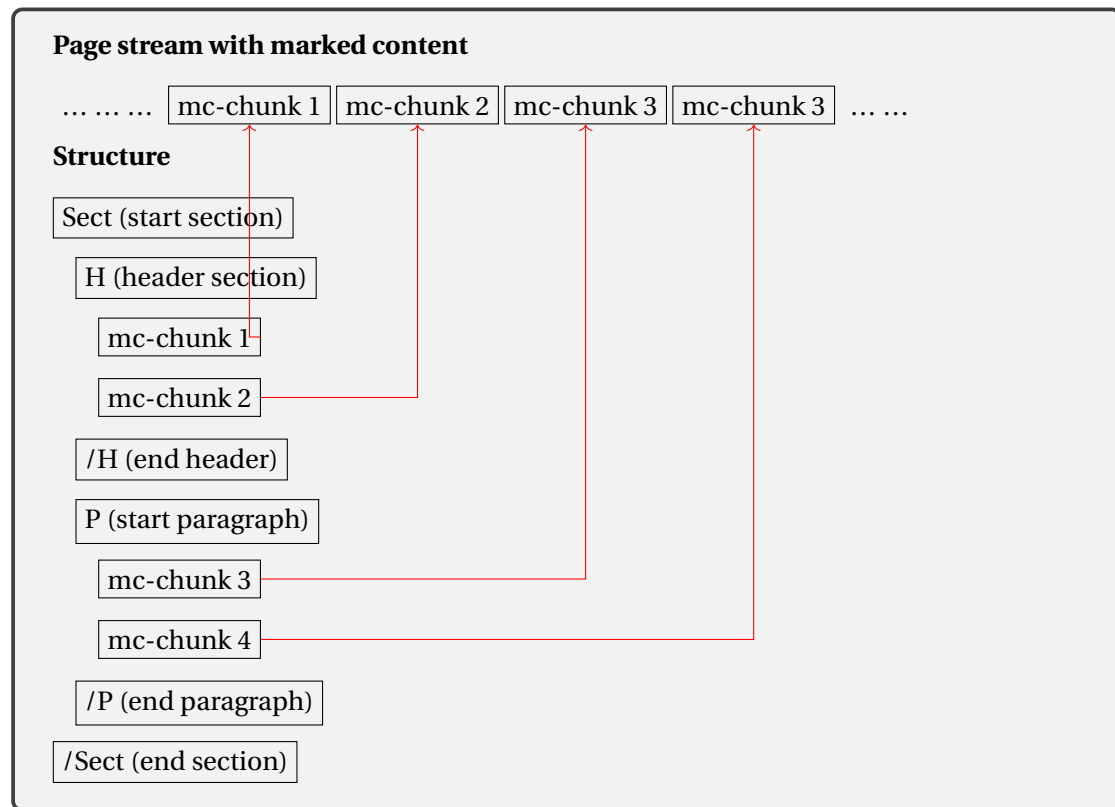 Page stream with marked content
… … … mc-chunk 1 mc-chunk 2 mc-chunk 3 mc-chunk 3 … …
Structure
Sect (start section)
H (header section)
mc-chunk 1
mc-chunk 2
/H (end header)
P (start paragraph)
mc-chunk 3
mc-chunk 4
/P (end paragraph)
/Sect (end section)